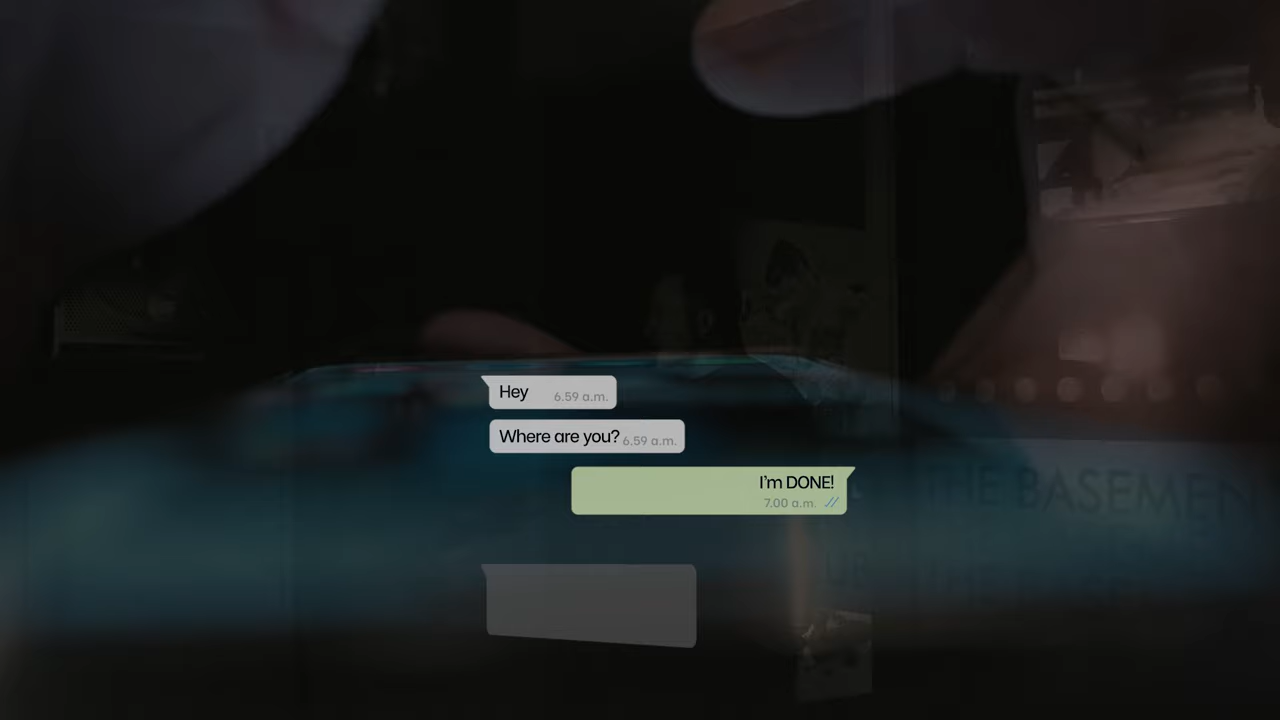 Hey 6.59 a.m.
Where are you? 6.59 a.m.
I'm DONE!
7.00 a.m.
THE BASEMEN